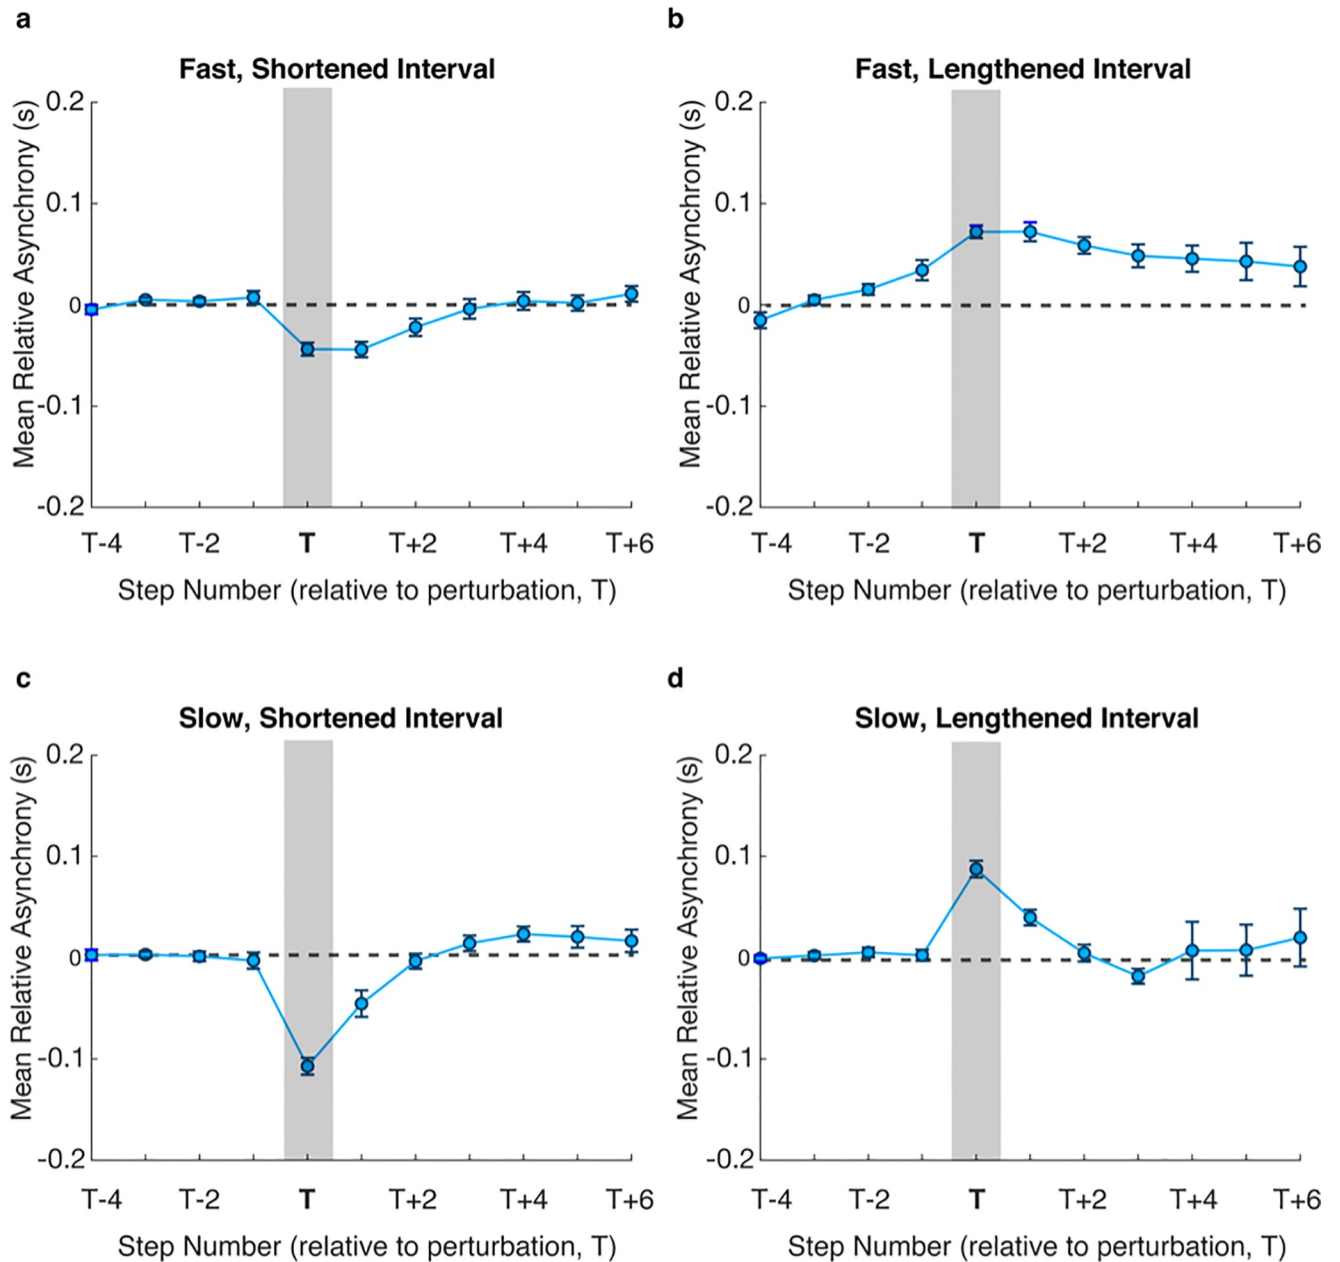 a
Fast, Shortened Interval
Mean Relative Asynchrony (s)
0.2
0.1
0
-0.1
-0.2
T-4 T-2 T T+2 T+4 T+6
Step Number (relative to perturbation, T)
b
Fast, Lengthened Interval
Mean Relative Asynchrony (s)
0.2
0.1
0
-0.1
-0.2
T-4 T-2 T T+2 T+4 T+6
Step Number (relative to perturbation, T)
c
Slow, Shortened Interval
Mean Relative Asynchrony (s)
0.2
0.1
0
-0.1
-0.2
T-4 T-2 T T+2 T+4 T+6
Step Number (relative to perturbation, T)
d
Slow, Lengthened Interval
Mean Relative Asynchrony (s)
0.2
0.1
0
-0.1
-0.2
T-4 T-2 T T+2 T+4 T+6
Step Number (relative to perturbation, T)